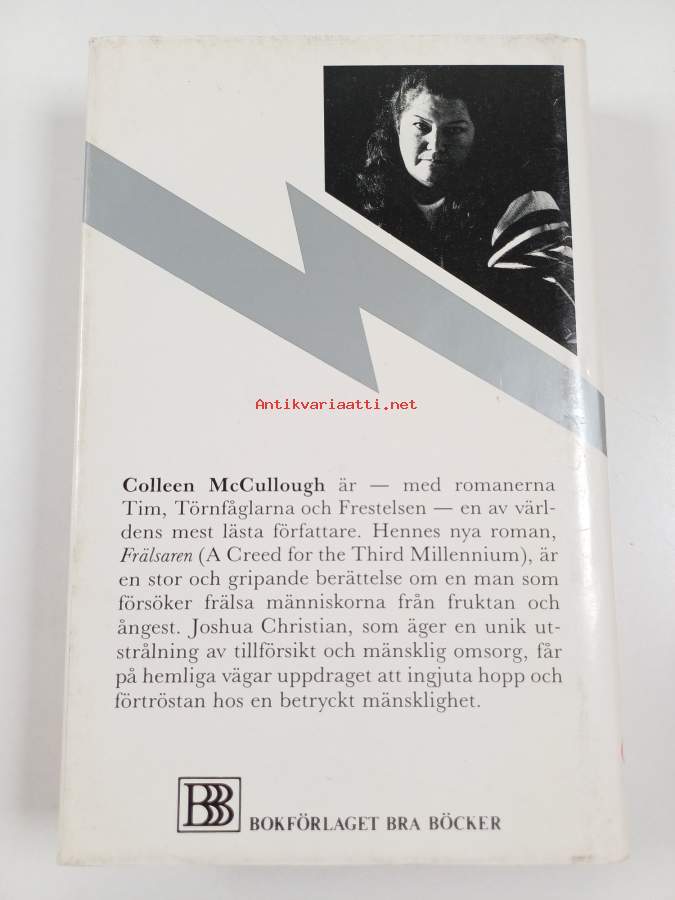 Antikvariaatti.net
Colleen McCullough är — med romanerna
Tim, Törnfåglarna och Frestelsen — en av värl-
dens mest lästa författare. Hennes nya roman,
Frälsaren (A Creed for the Third Millennium), är
en stor och gripande berättelse om en man som
försöker frälsa människorna från fruktan och
ångest. Joshua Christian, som äger en unik ut-
strålning av tillförsikt och mänsklig omsorg, får
på hemliga vägar uppdraget att ingjuta hopp och
förtröstan hos en betryckt mänsklighet.
BBB BOKFÖRLAGET BRA BÖCKER